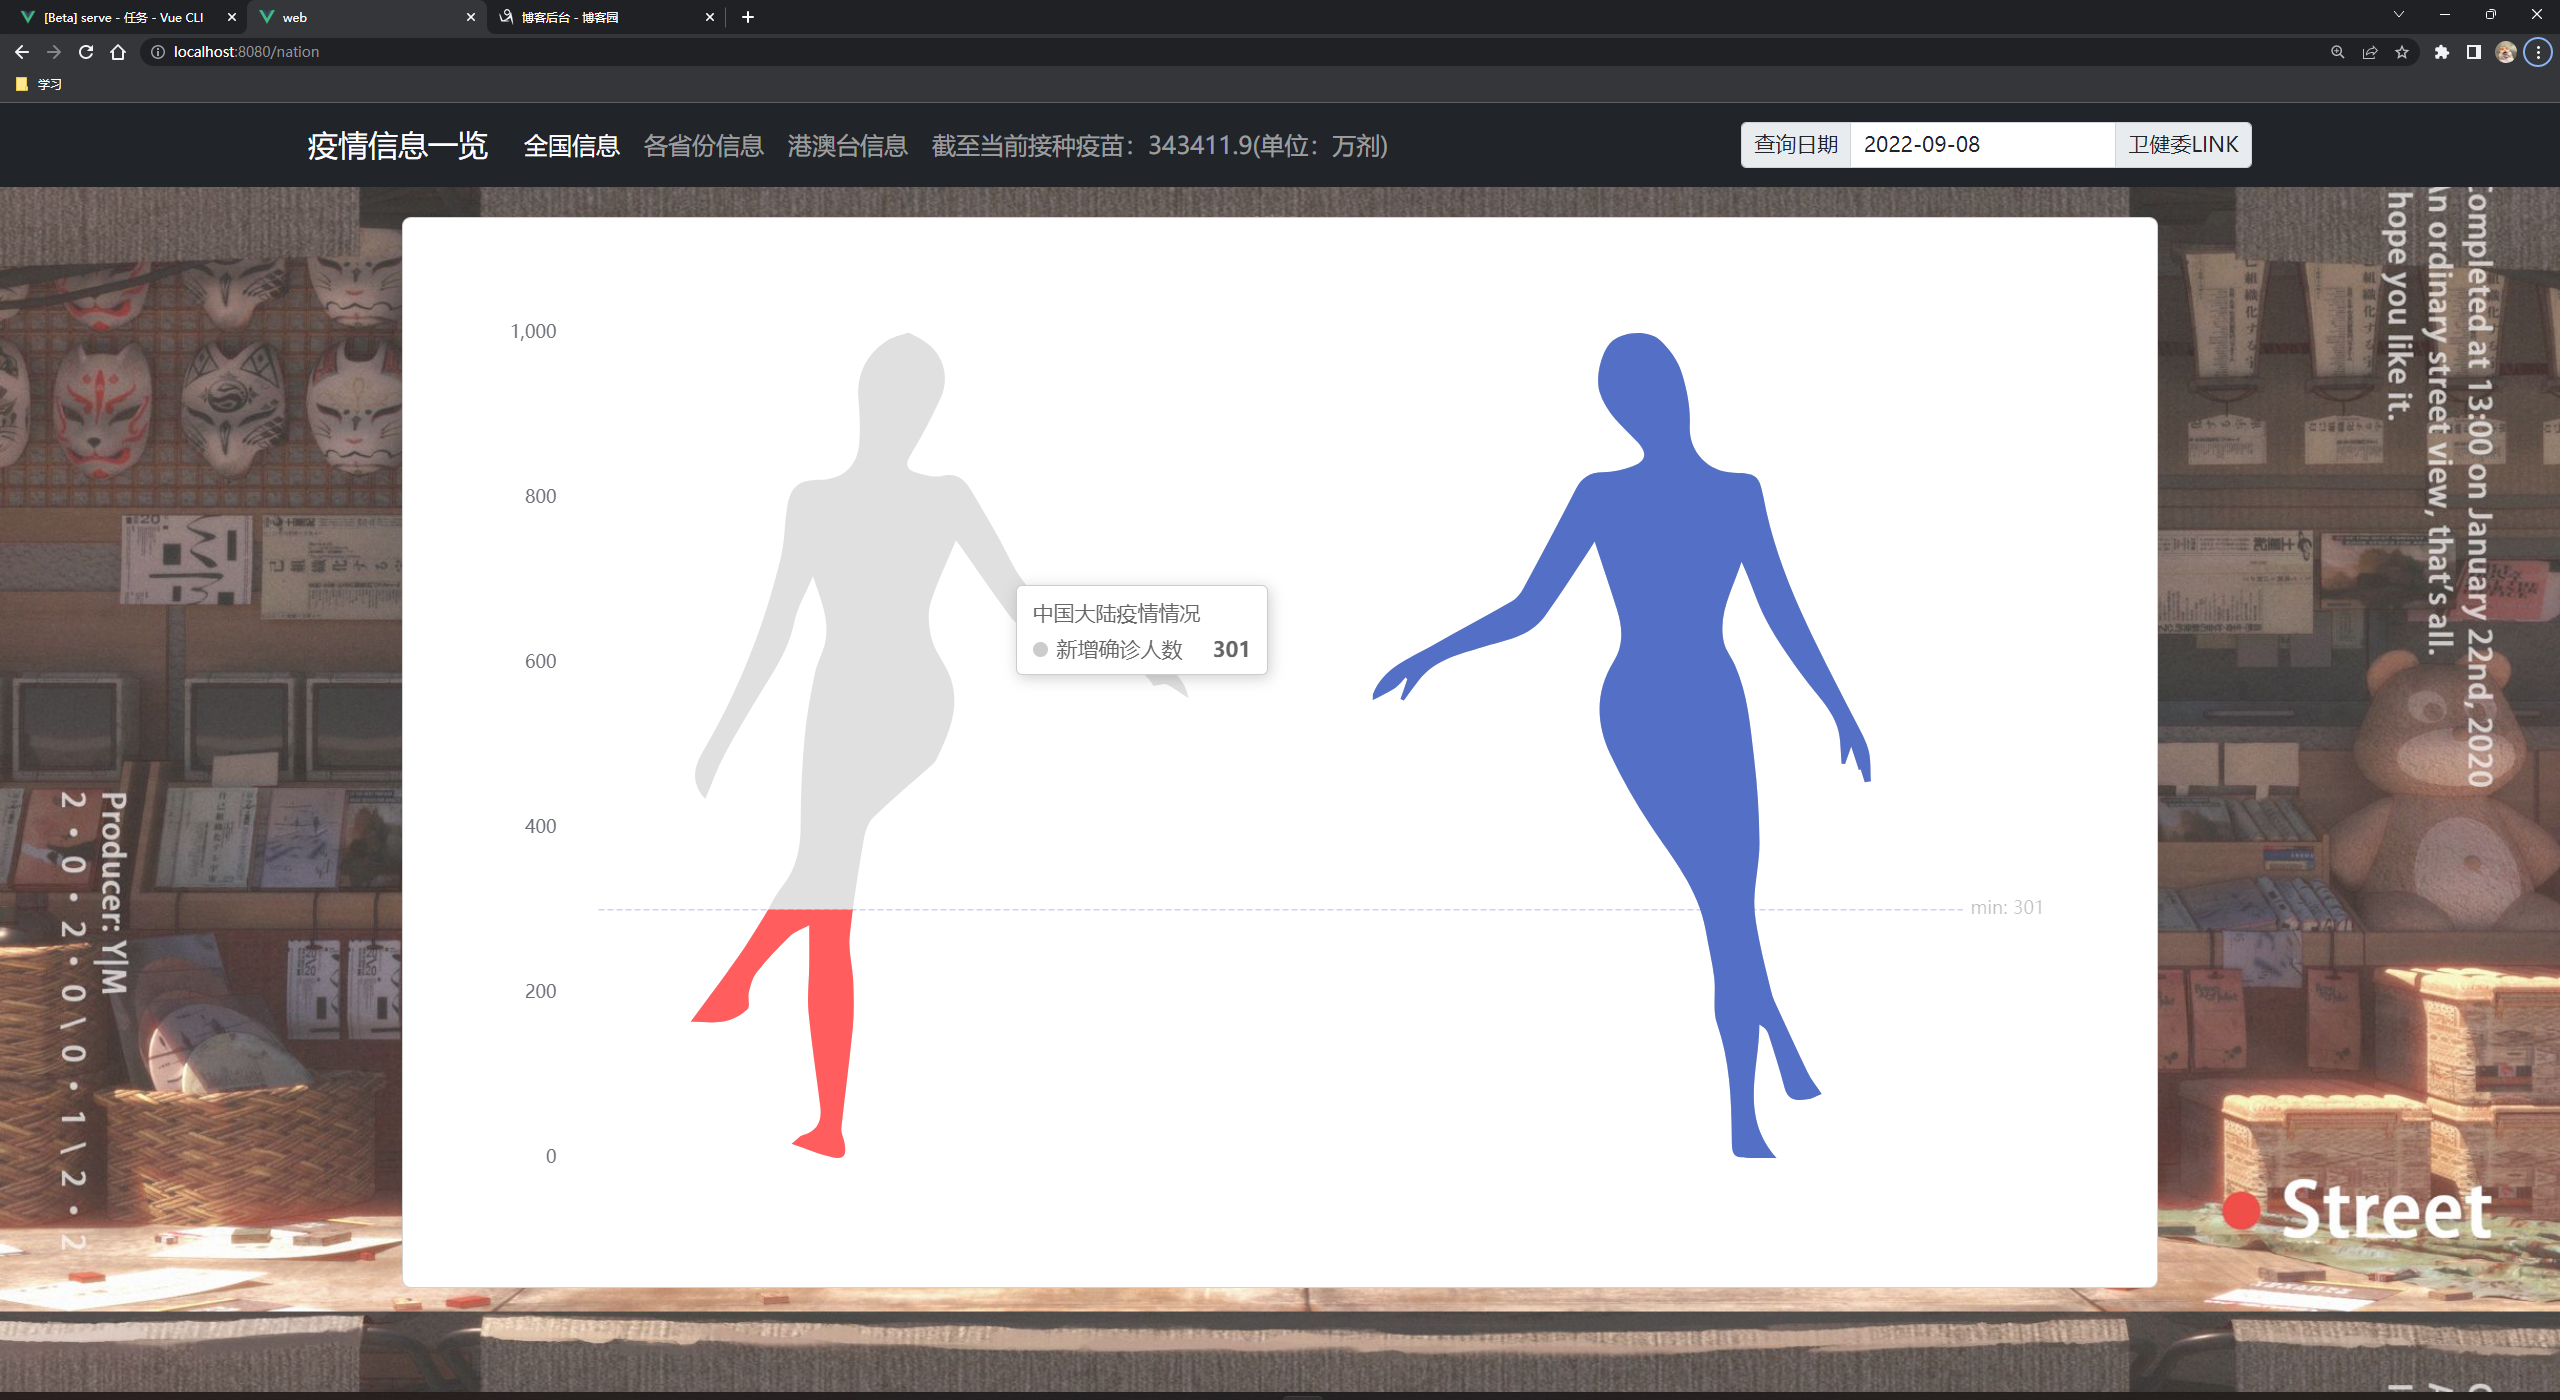 [Beta] serve - 任务 - Vue CLI
web
博客后台 - 博客园
localhost:8080/nation
学习
疫情信息一览
全国信息
各省份信息
港澳台信息
截至当前接种疫苗：343411.9(单位：万剂)
查询日期
2022-09-08
卫健委LINK
1,000
800
600
400
200
0
中国大陆疫情情况
新增确诊人数 301
min: 301
Completed at 13:00 on January 22nd, 2020
An ordinary street view, that's all.
hope you like it.
Producer: Y|M
2·0·2·0\0·1\2·2
Street